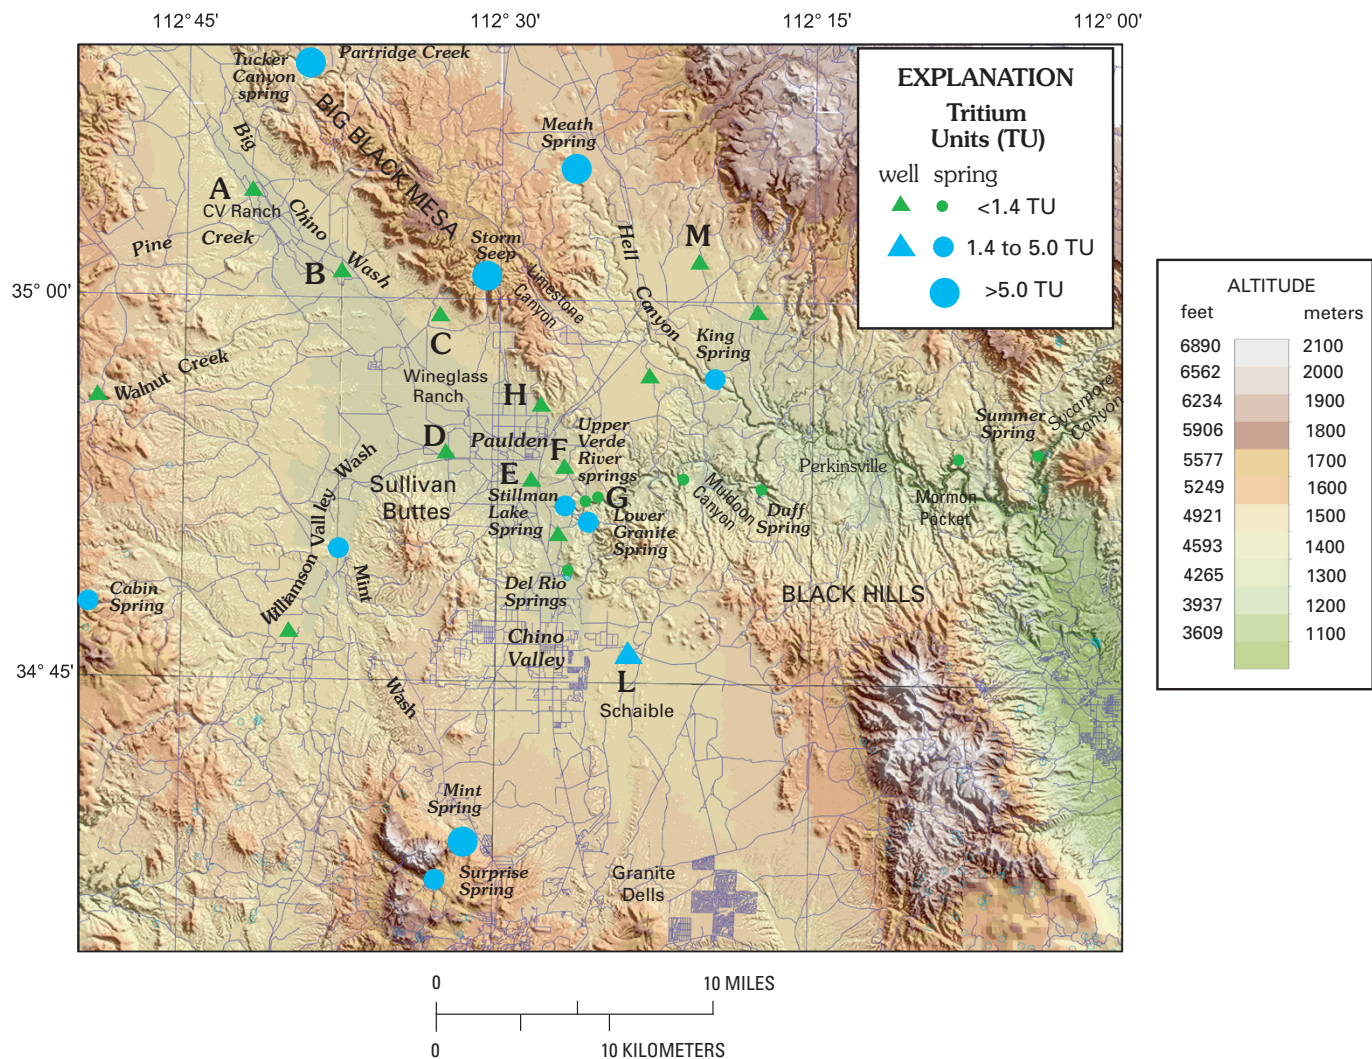 112° 45'
112° 30'
112° 15'
112° 00'
Tucker
Canyon
spring
Partridge Creek
BIG BLACK MESA
Big
Chino
Wash
A
CV Ranch
Pine Creek
B
Meath
Spring
Storm
Seep
Limestone
Canyon
Hell
Canyon
M
King
Spring
35° 00'
C
Wineglass
Ranch
Walnut Creek
H
D
Paulden
F
Upper
Verde
River
springs
E
G
Sullivan
Buttes
Stillman
Lake
Spring
Lower
Granite
Spring
Muldoon
Canyon
Duff
Spring
Perkinsville
Mormon
Pocket
Summer
Spring
Sycamore
Canyon
Williamson Valley Wash
Mint
Wash
Cabin
Spring
Del Rio
Springs
BLACK HILLS
Chino
Valley
L
Schaible
34° 45'
Mint
Spring
Surprise
Spring
Granite
Dells
EXPLANATION
Tritium
Units (TU)
well spring
<1.4 TU
1.4 to 5.0 TU
>5.0 TU
ALTITUDE
feet meters
6890 2100
6562 2000
6234 1900
5906 1800
5577 1700
5249 1600
4921 1500
4593 1400
4265 1300
3937 1200
3609 1100
0 10 MILES
0 10 KILOMETERS